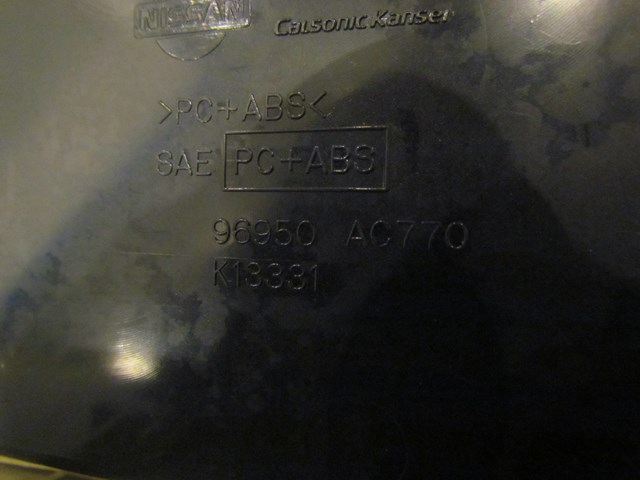 NISSAN Calsonic Kansei
>PC+ABS<
SAE PC+ABS
96950 AC770
K13331